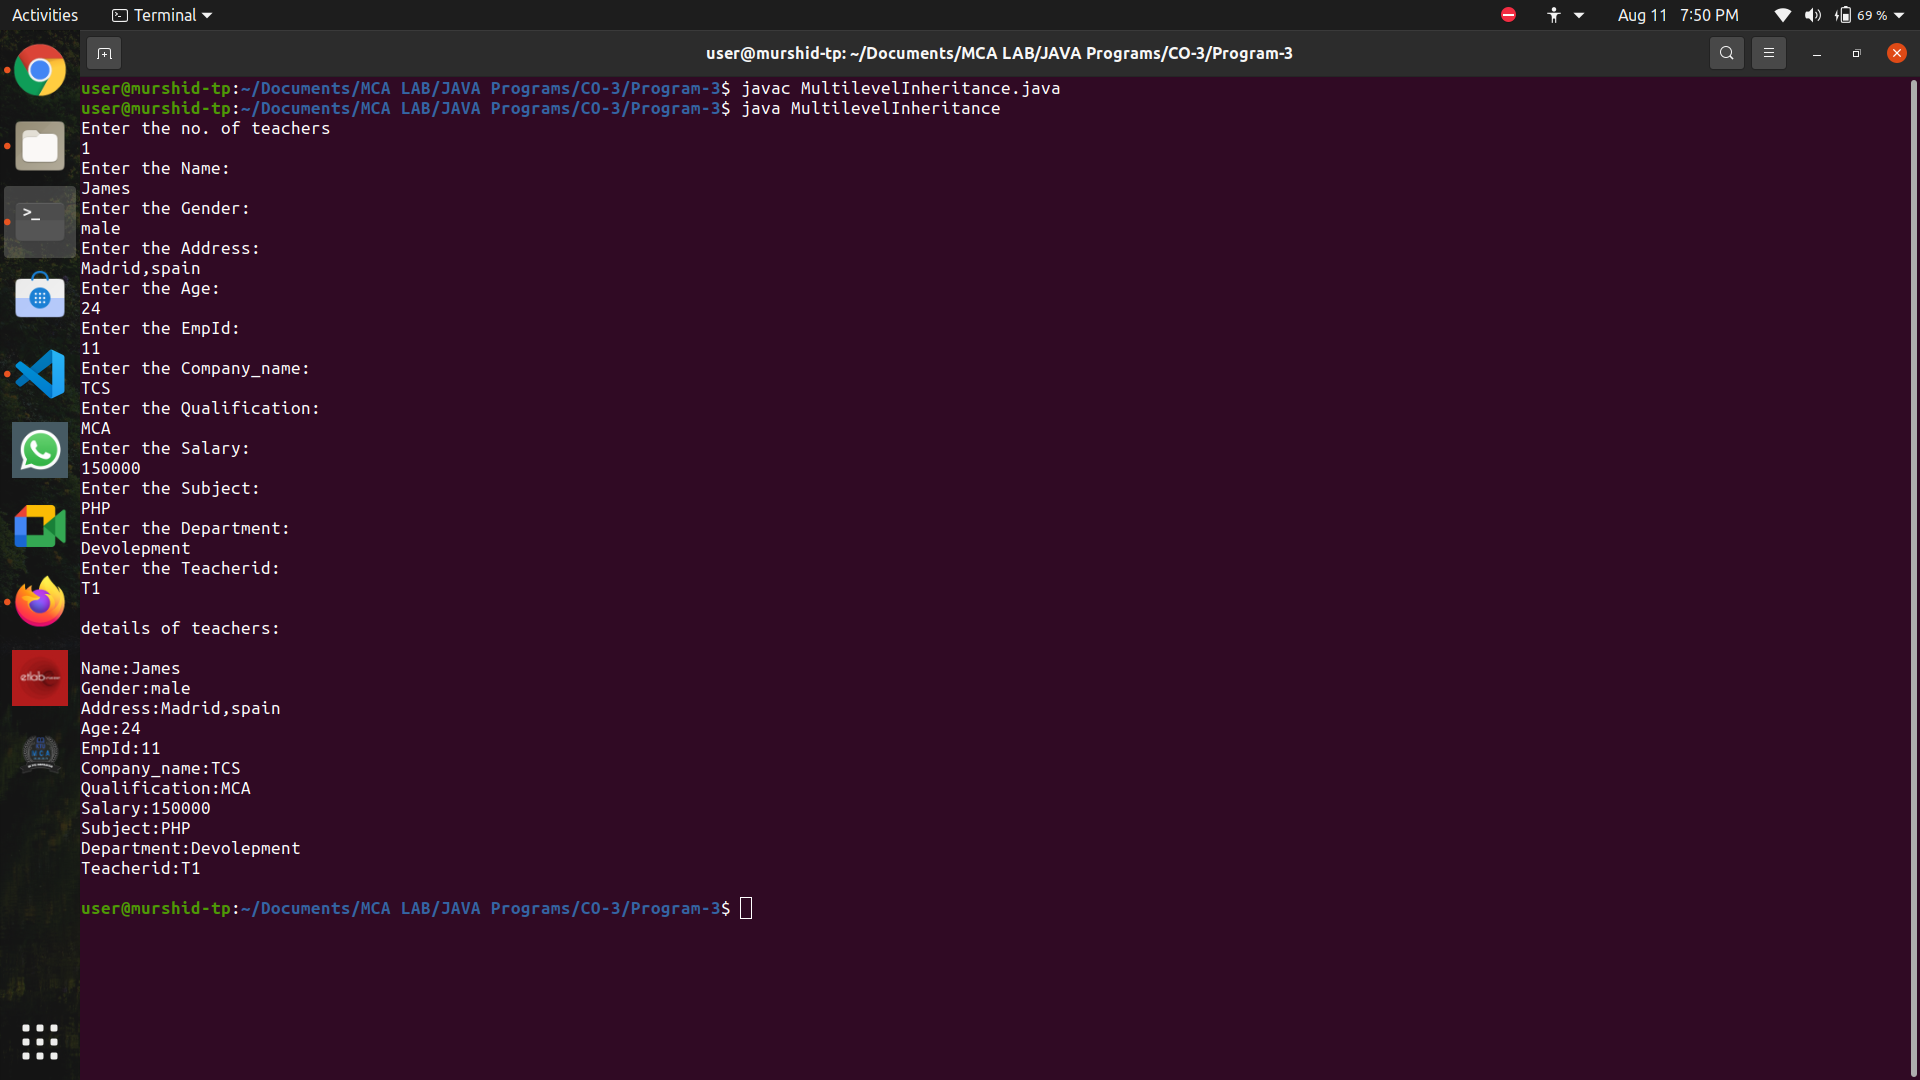 Activities
Terminal
Aug 11 7:50 PM
69 %
user@murshid-tp: ~/Documents/MCA LAB/JAVA Programs/CO-3/Program-3
user@murshid-tp:~/Documents/MCA LAB/JAVA Programs/CO-3/Program-3$ javac MultilevelInheritance.java
user@murshid-tp:~/Documents/MCA LAB/JAVA Programs/CO-3/Program-3$ java MultilevelInheritance
Enter the no. of teachers
1
Enter the Name:
James
Enter the Gender:
male
Enter the Address:
Madrid,spain
Enter the Age:
24
Enter the EmpId:
11
Enter the Company_name:
TCS
Enter the Qualification:
MCA
Enter the Salary:
150000
Enter the Subject:
PHP
Enter the Department:
Devolepment
Enter the Teacherid:
T1
details of teachers:
Name:James
Gender:male
Address:Madrid,spain
Age:24
EmpId:11
Company_name:TCS
Qualification:MCA
Salary:150000
Subject:PHP
Department:Devolepment
Teacherid:T1
user@murshid-tp:~/Documents/MCA LAB/JAVA Programs/CO-3/Program-3$
>_
etlab
MCA